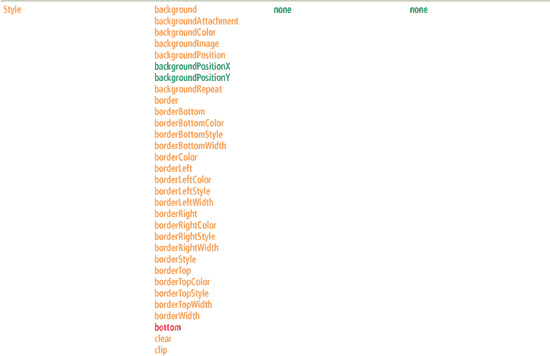 Style background none none
backgroundAttachment
backgroundColor
backgroundImage
backgroundPosition
backgroundPositionX
backgroundPositionY
backgroundRepeat
border
borderBottom
borderBottomColor
borderBottomStyle
borderBottomWidth
borderColor
borderLeft
borderLeftColor
borderLeftStyle
borderLeftWidth
borderRight
borderRightColor
borderRightStyle
borderRightWidth
borderStyle
borderTop
borderTopColor
borderTopStyle
borderTopWidth
borderWidth
bottom
clear
clip